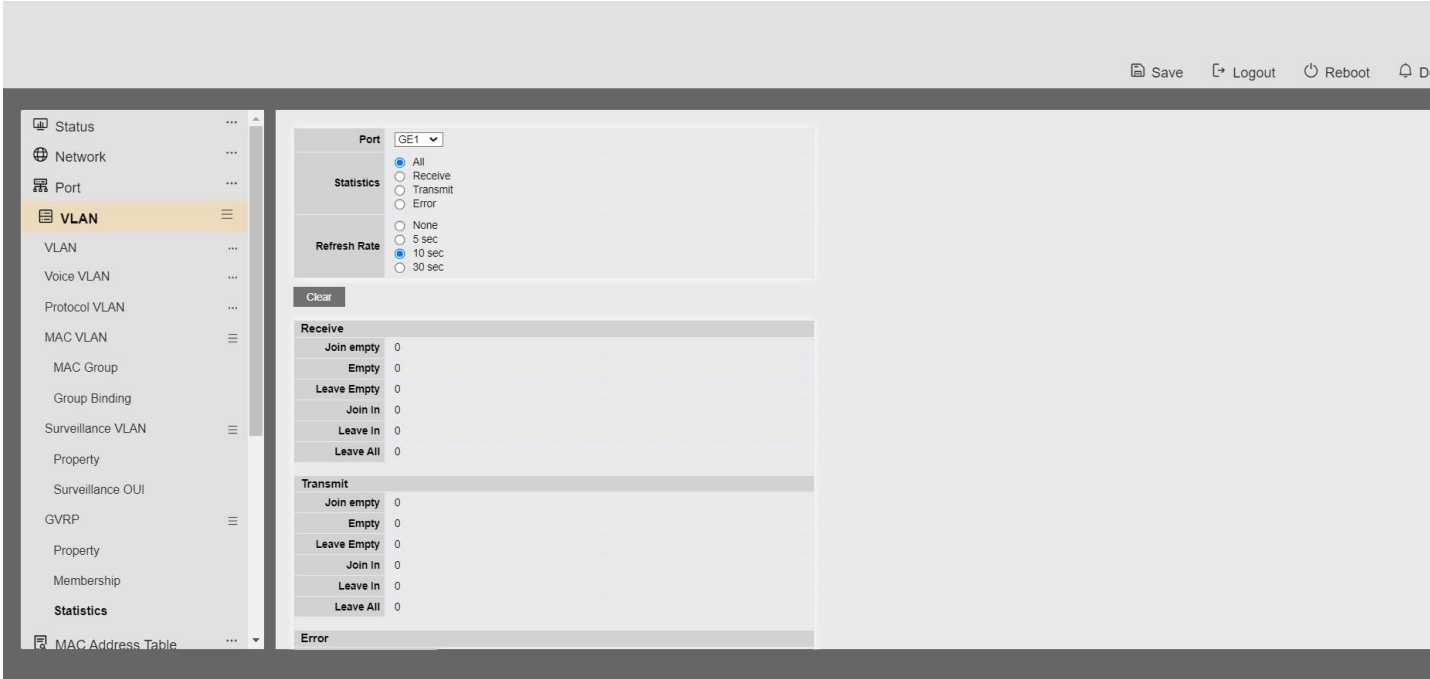 Save Logout Reboot D
Status
Network
Port
VLAN
VLAN
Voice VLAN
Protocol VLAN
MAC VLAN
MAC Group
Group Binding
Surveillance VLAN
Property
Surveillance OUI
GVRP
Property
Membership
Statistics
MAC Address Table
Port GE1
Statistics
All
Receive
Transmit
Error
Refresh Rate
None
5 sec
10 sec
30 sec
Clear
Receive
Join empty 0
Empty 0
Leave Empty 0
Join In 0
Leave In 0
Leave All 0
Transmit
Join empty 0
Empty 0
Leave Empty 0
Join In 0
Leave In 0
Leave All 0
Error